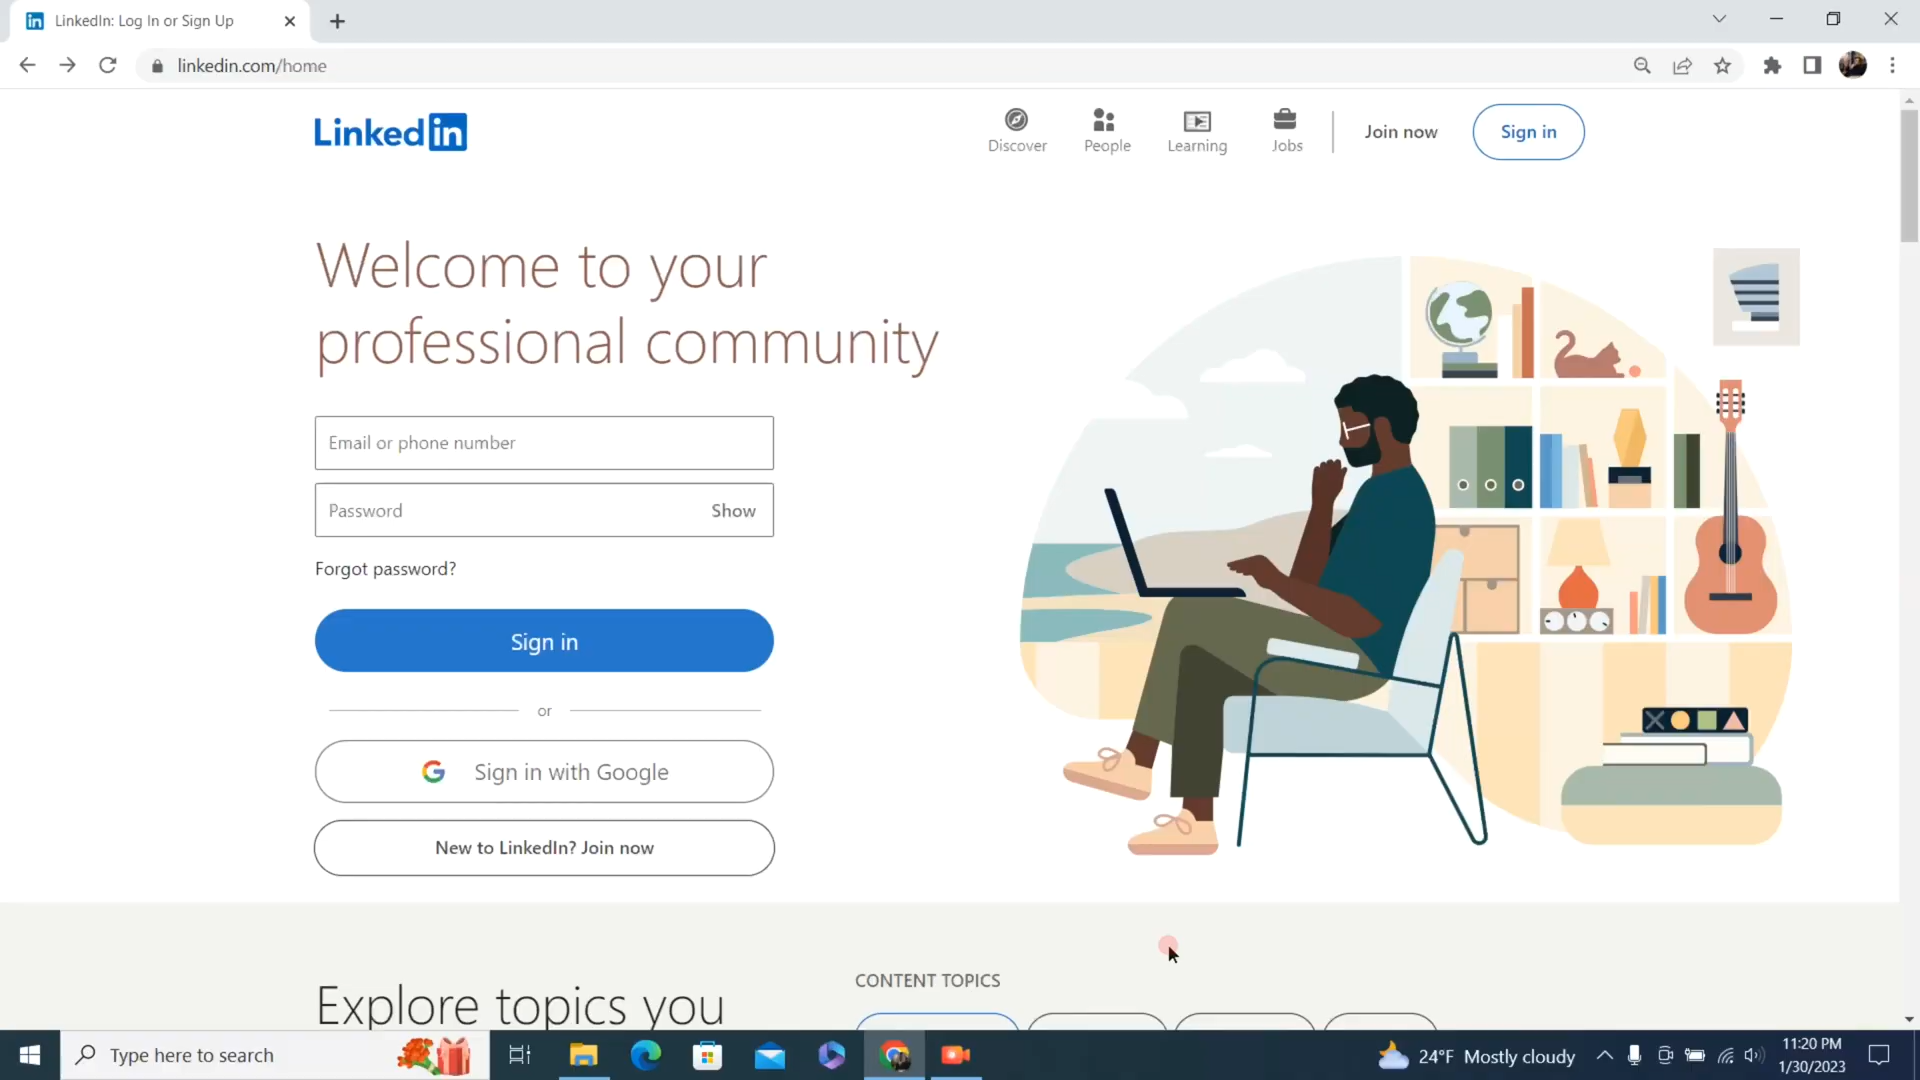 LinkedIn: Log In or Sign Up
linkedin.com/home
Linked in
Discover
People
Learning
Jobs
Join now
Sign in
Welcome to your
professional community
Email or phone number
Password
Show
Forgot password?
Sign in
or
G
Sign in with Google
New to LinkedIn? Join now
CONTENT TOPICS
Explore topics you
Type here to search
24°F Mostly cloudy
11:20 PM
1/30/2023